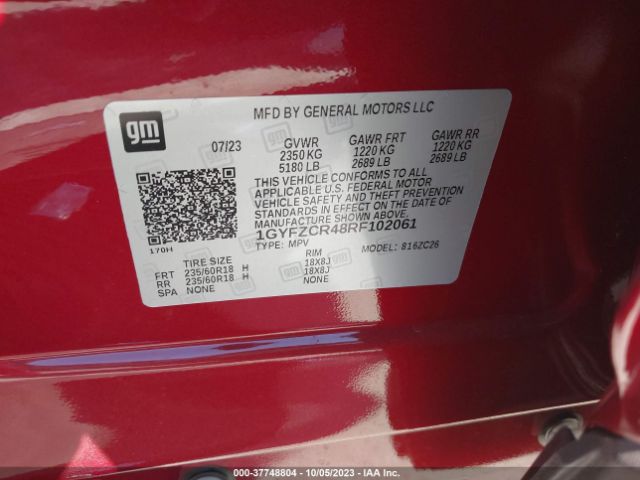 MFD BY GENERAL MOTORS LLC
gm
07/23 GVWR GAWR FRT GAWR RR
2350 KG 1220 KG 1220 KG
5180 LB 2689 LB 2689 LB
THIS VEHICLE CONFORMS TO ALL
APPLICABLE U.S. FEDERAL MOTOR
VEHICLE SAFETY AND THEFT PREVENTION
STANDARDS IN EFFECT ON THE DATE OF
MANUFACTURE SHOWN ABOVE.
170H
1GYFZCR48RF102061
TYPE: MPV MODEL: 816ZC26
TIRE SIZE RIM
FRT 235/60R18 H 18X8J
RR 235/60R18 H 18X8J
SPA NONE NONE
000-37748804 - 10/05/2023 - IAA Inc.